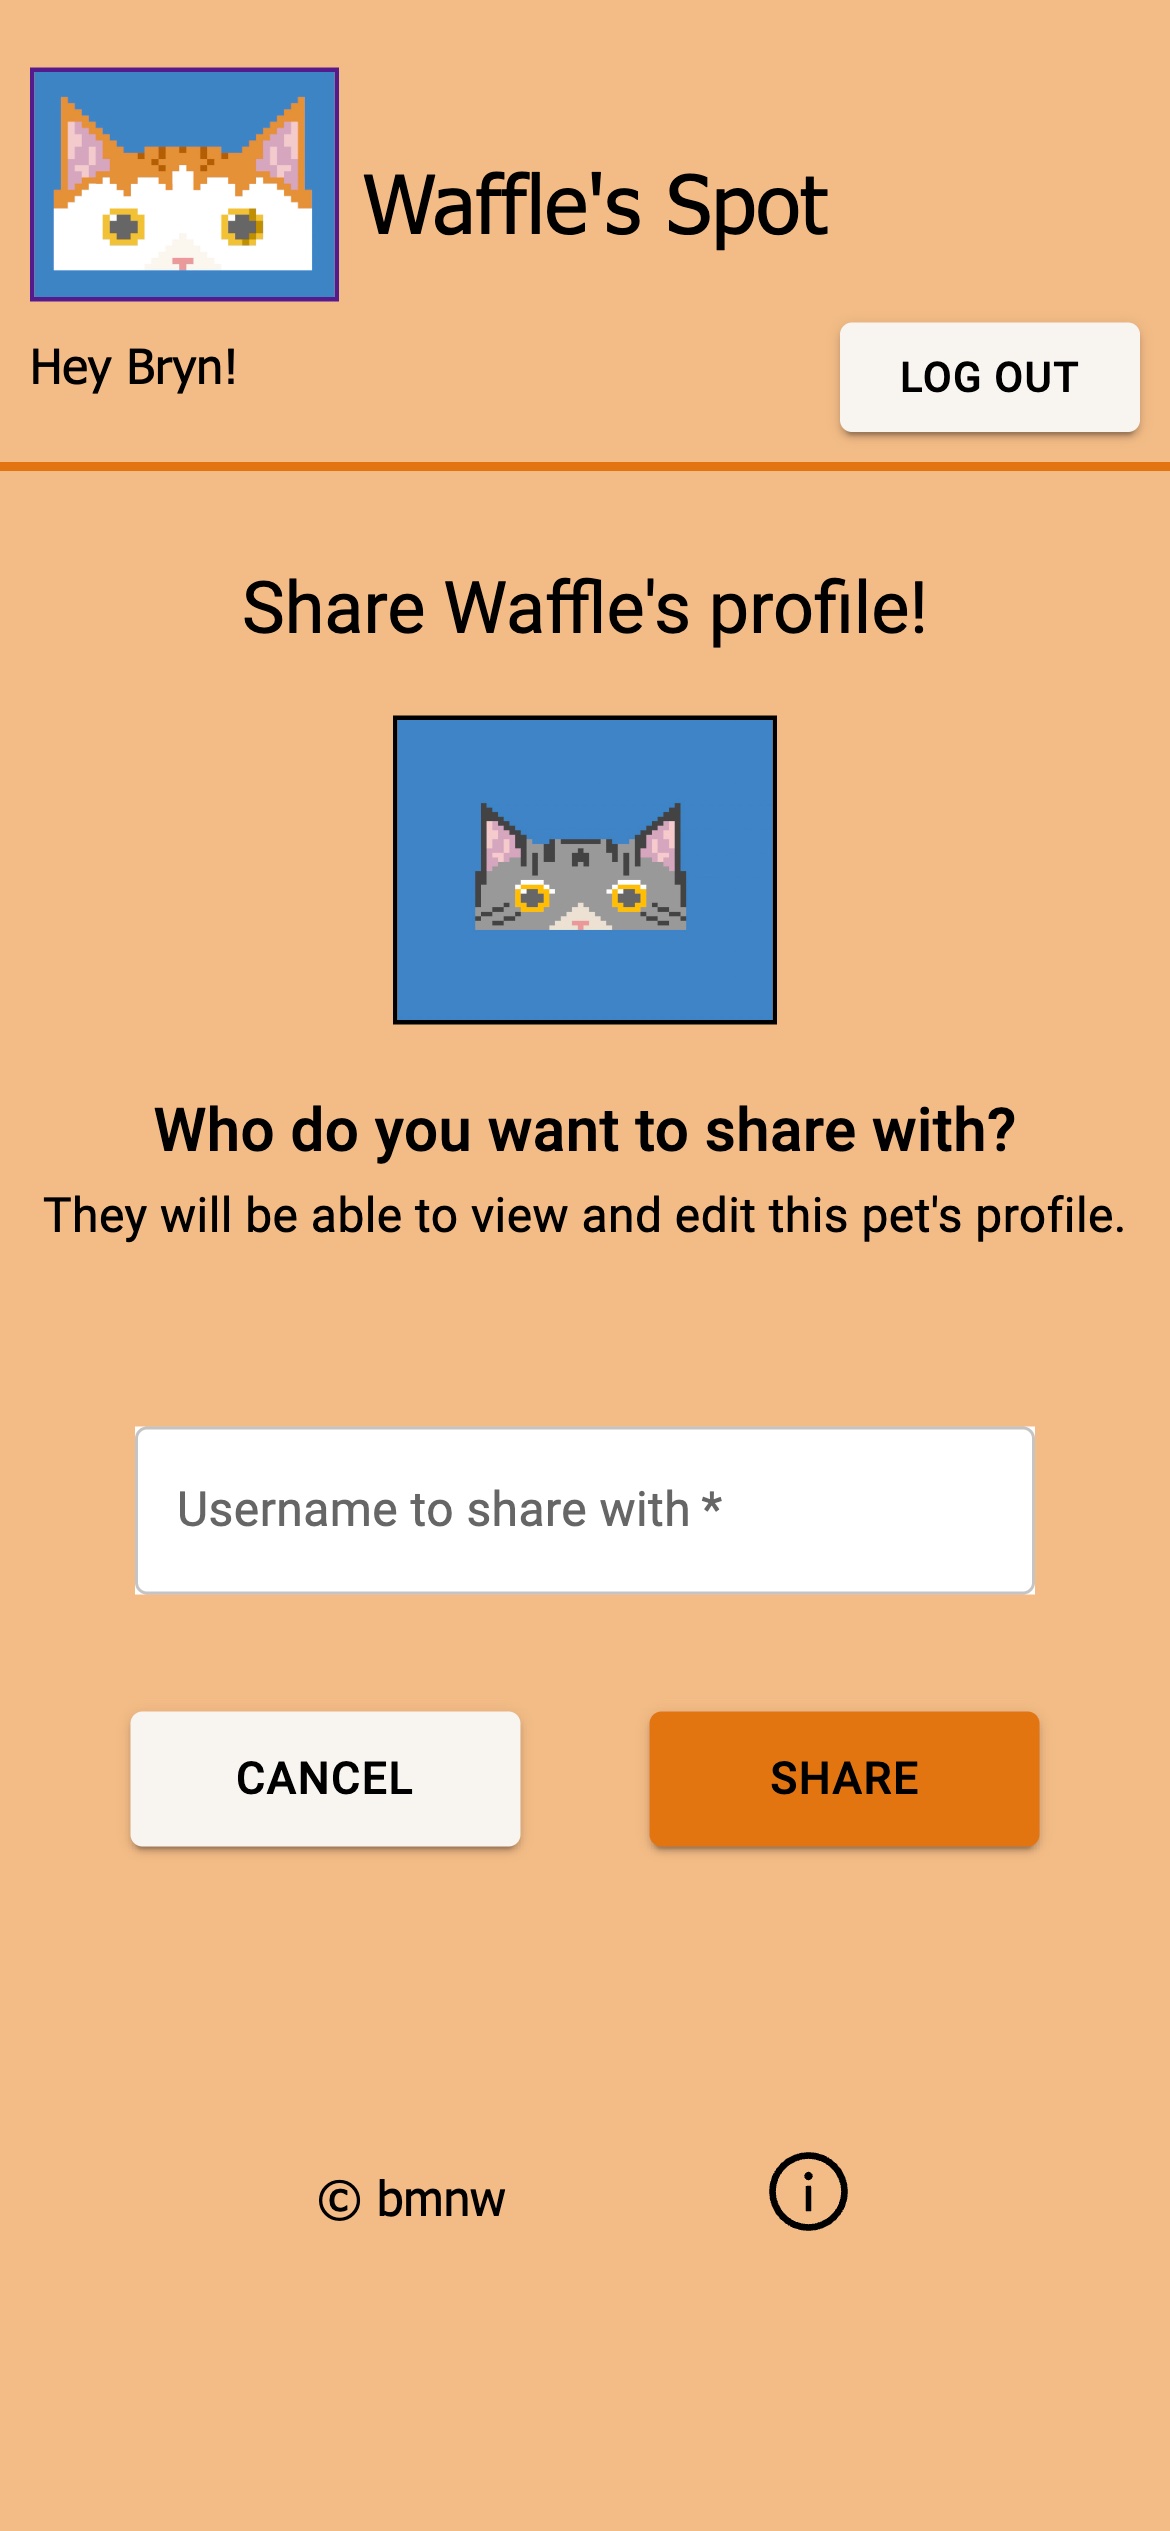 Waffle's Spot
Hey Bryn!
LOG OUT
Share Waffle's profile!
Who do you want to share with?
They will be able to view and edit this pet's profile.
Username to share with *
CANCEL
SHARE
© bmnw